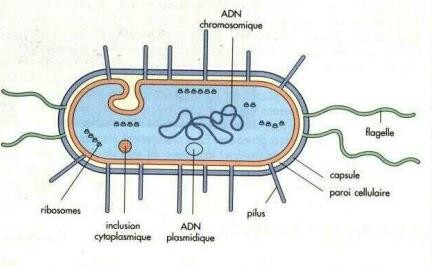 ADN
chromosomique
flagelle
capsule
paroi cellulaire
ribosomes
inclusion
cytoplasmique
ADN
plasmidique
pilus